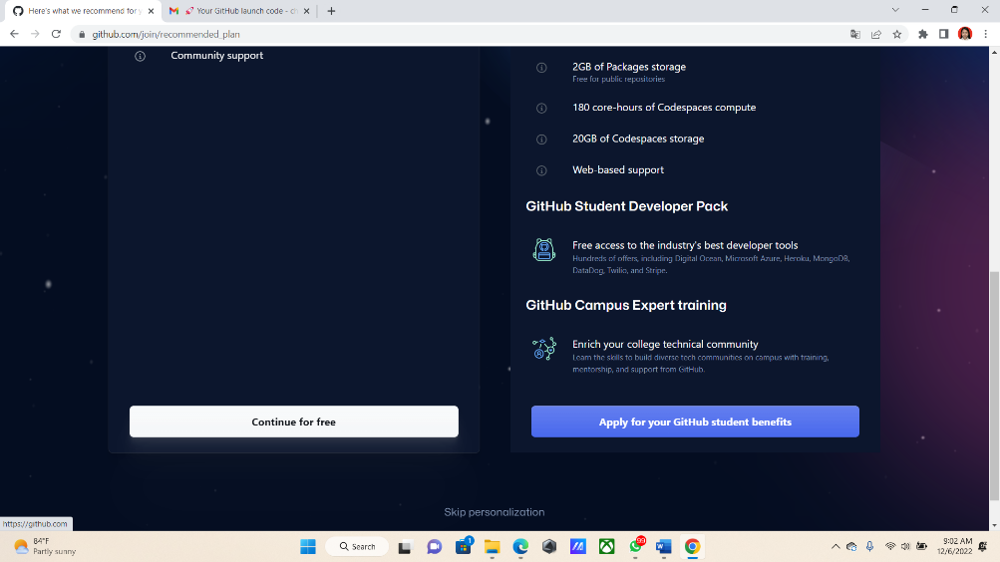 Here's what we recommend for y
Your GitHub launch code - ch
github.com/join/recommended_plan
Community support
2GB of Packages storage
Free for public repositories
180 core-hours of Codespaces compute
20GB of Codespaces storage
Web-based support
GitHub Student Developer Pack
Free access to the industry's best developer tools
Hundreds of offers, including Digital Ocean, Microsoft Azure, Heroku, MongoDB,
DataDog, Twilio, and Stripe.
GitHub Campus Expert training
Enrich your college technical community
Learn the skills to build diverse tech communities on campus with training,
mentorship, and support from GitHub.
Continue for free
Apply for your GitHub student benefits
Skip personalization
https://github.com
84°F
Partly sunny
Search
1
99
9:02 AM
12/6/2022